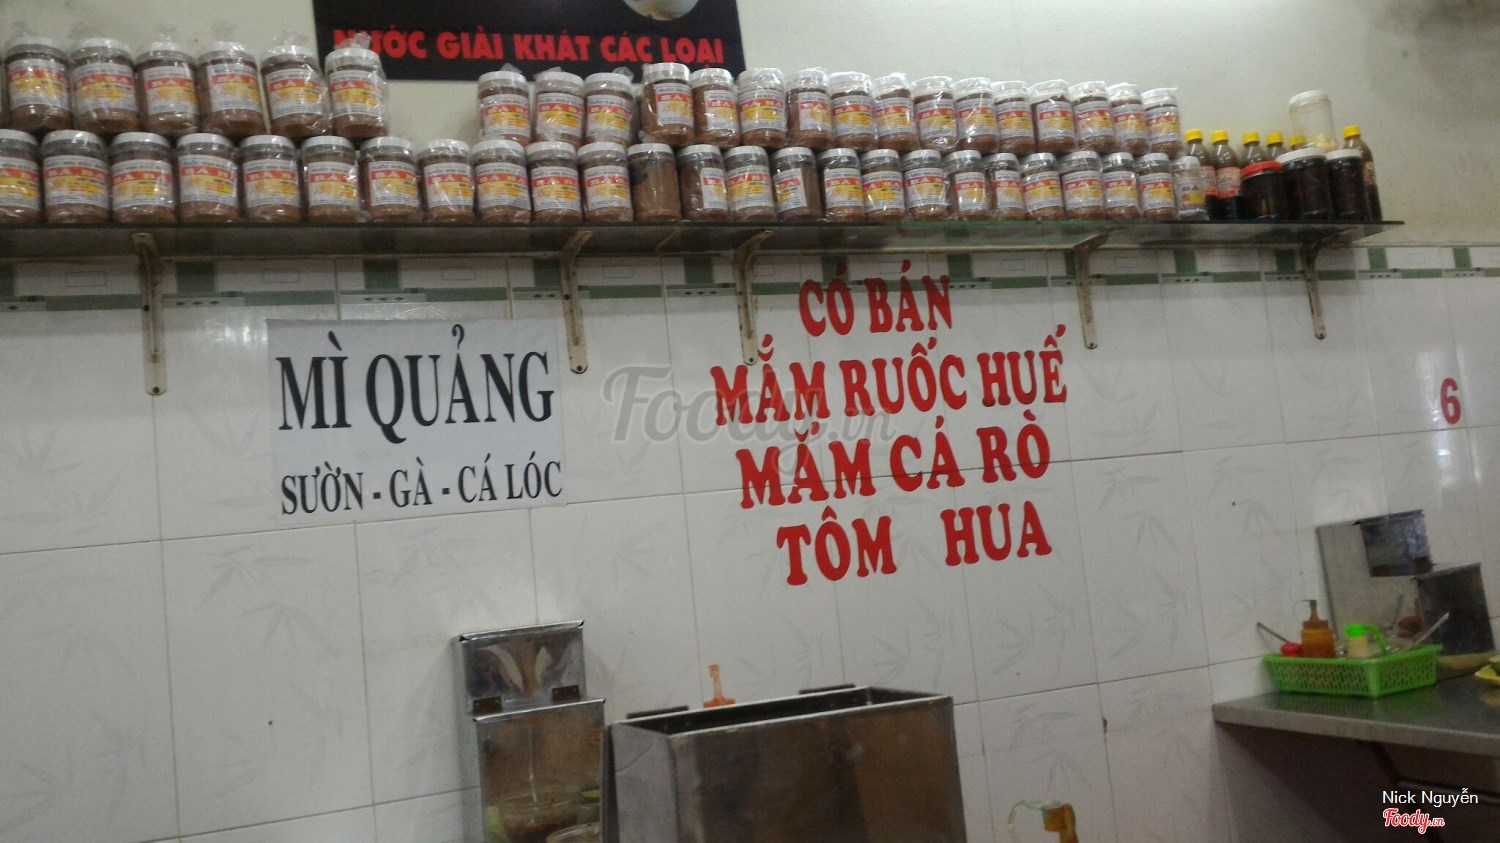 NƯỚC GIẢI KHÁT CÁC LOẠI
MÌ QUẢNG
SƯỜN - GÀ - CÁ LÓC
CÓ BÁN
MẮM RUỐC HUẾ
MẮM CÁ RÒ
TÔM HUA
6
Foody.vn
Nick Nguyễn
Foody.vn